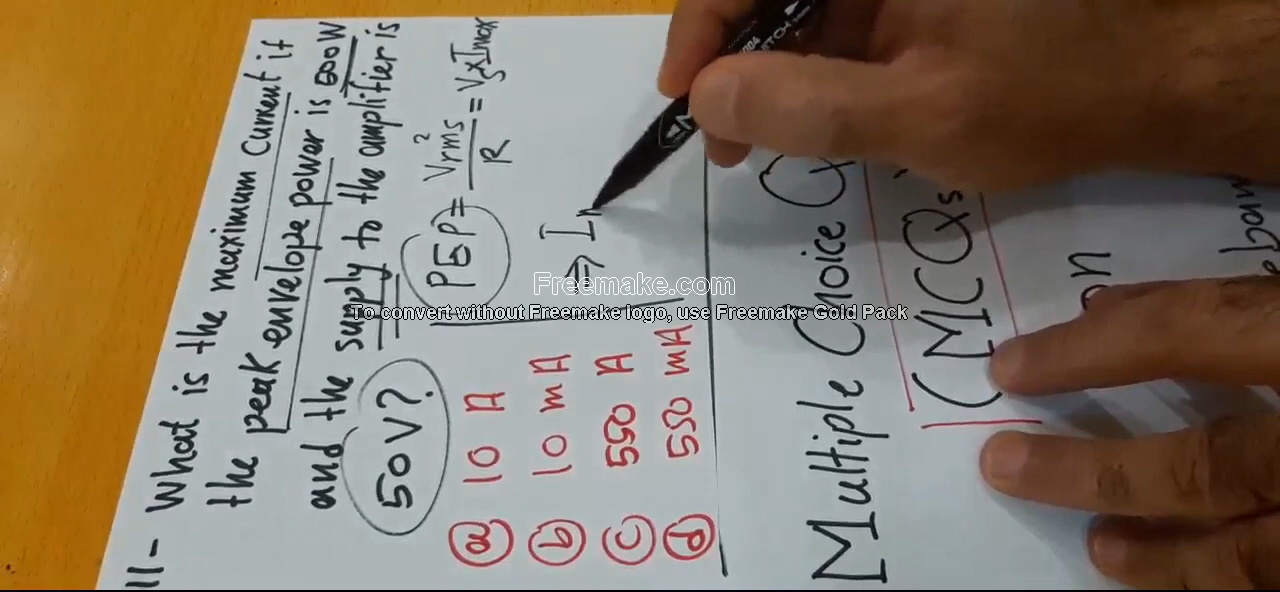 11- What is the maximum current if
the peak envelope power is 500W
and the supply to the amplifier is
50V?
a 10 A
b 10 mA
c 550 A
d 550 mA
PEP = Vrms² / R = Vs x Imax
⇒ I
Multiple Choice Q
(MCQs
on
Freemake.com
To convert without Freemake logo, use Freemake Gold Pack